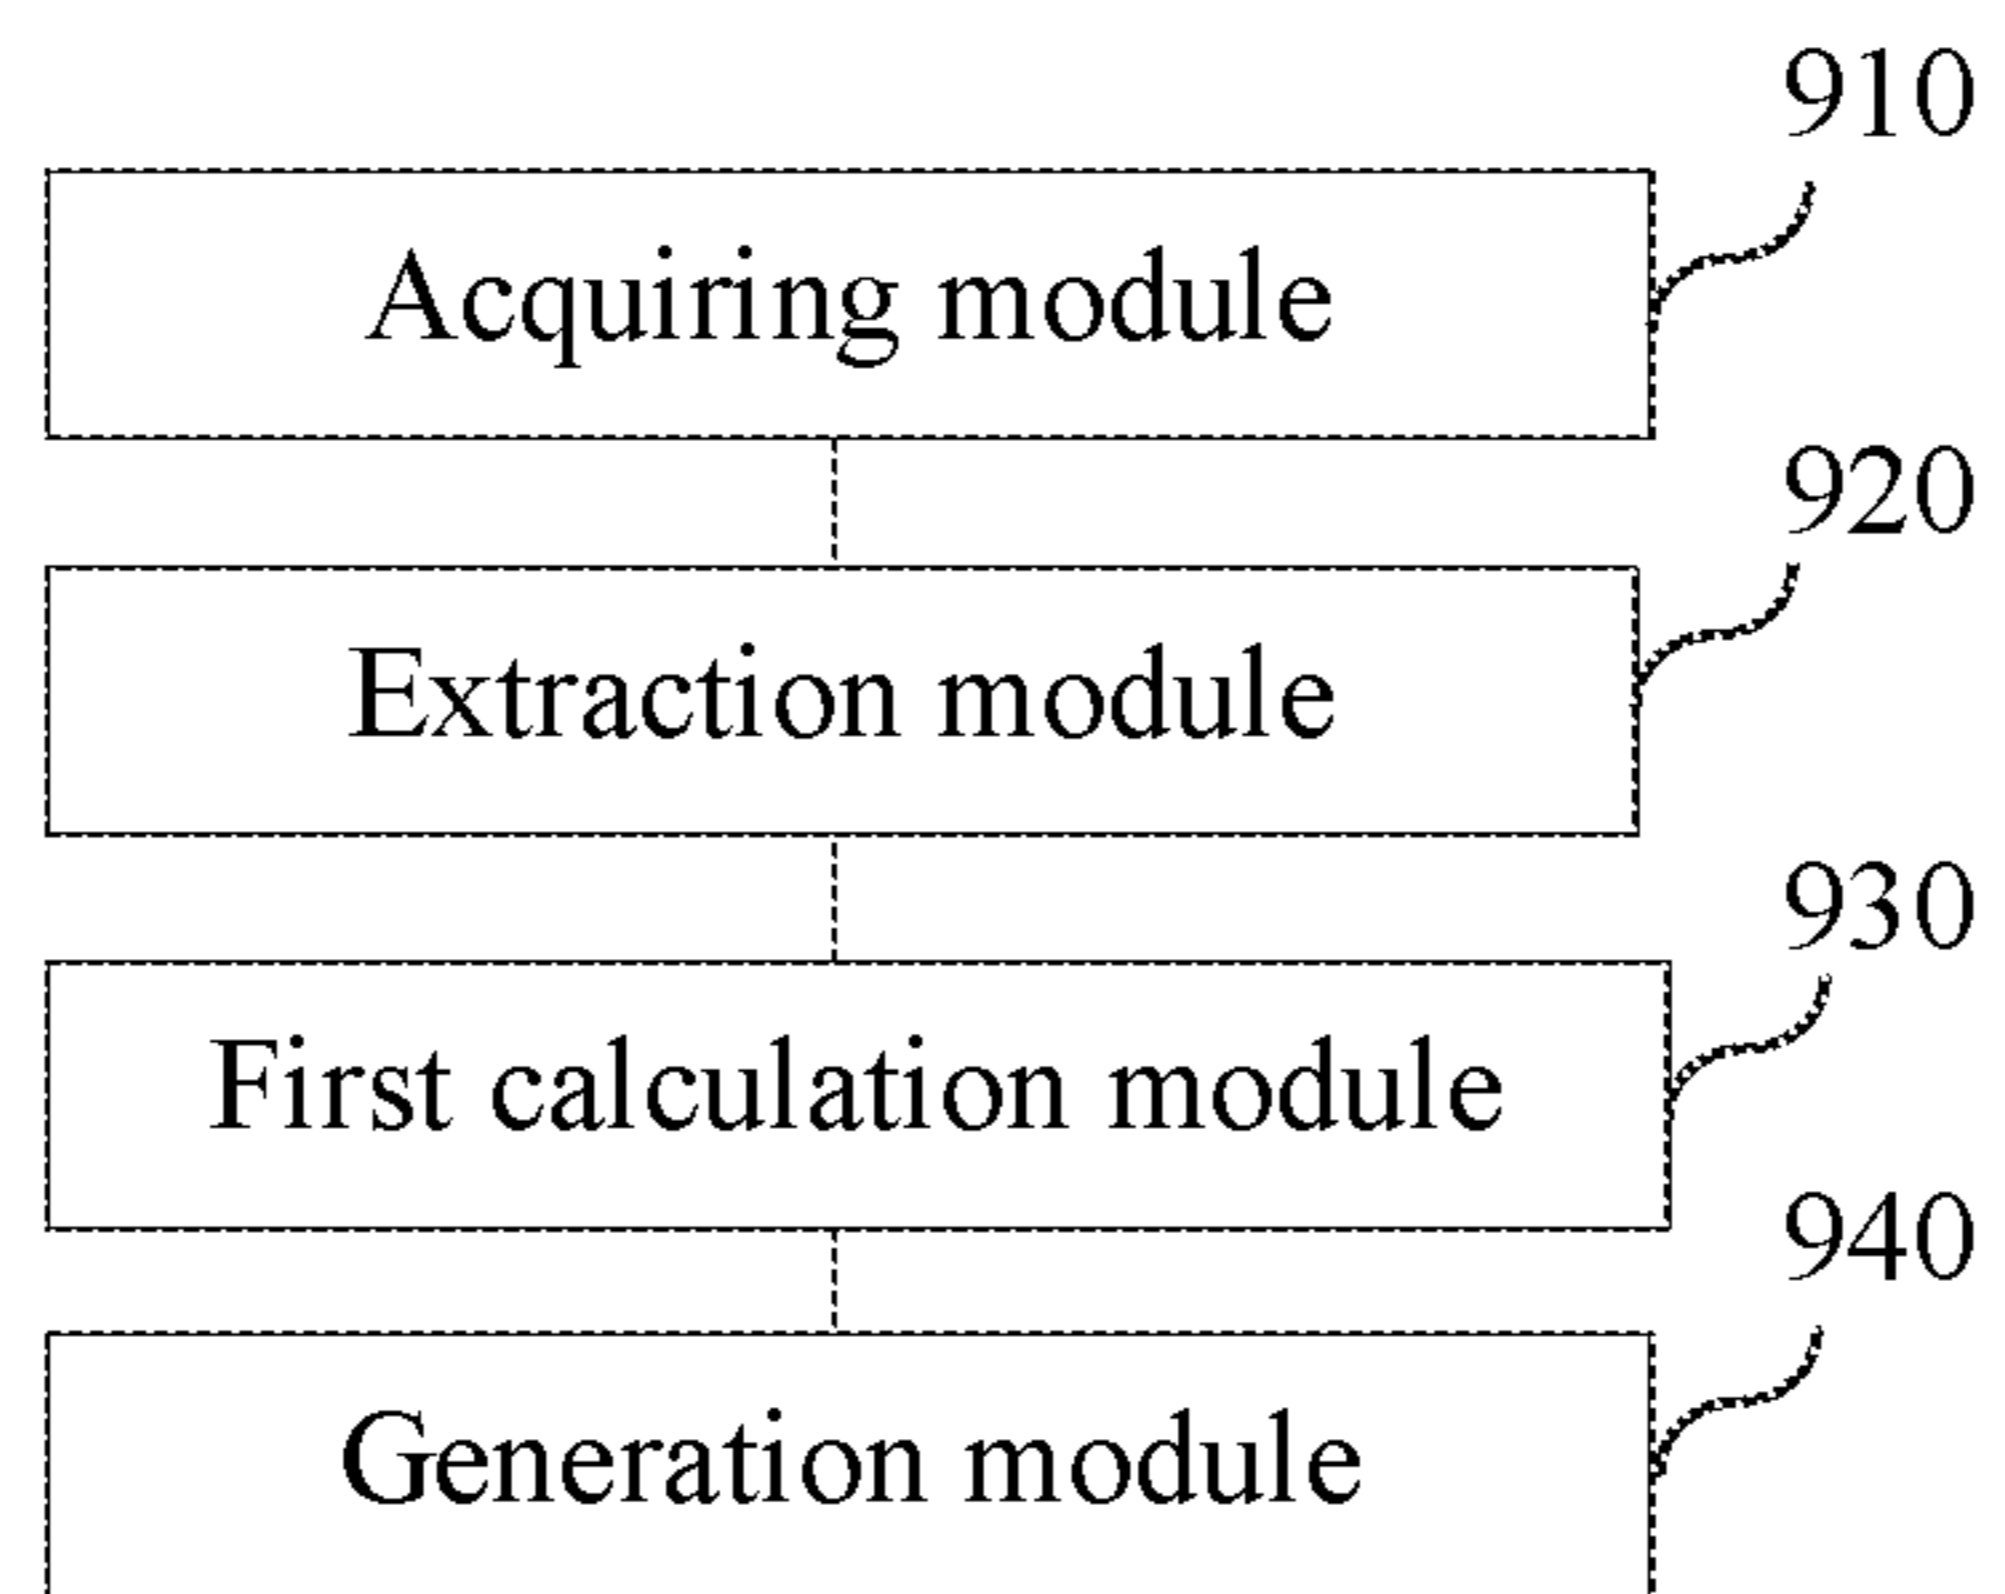 910
Acquiring module
920
Extraction module
930
First calculation module
940
Generation module